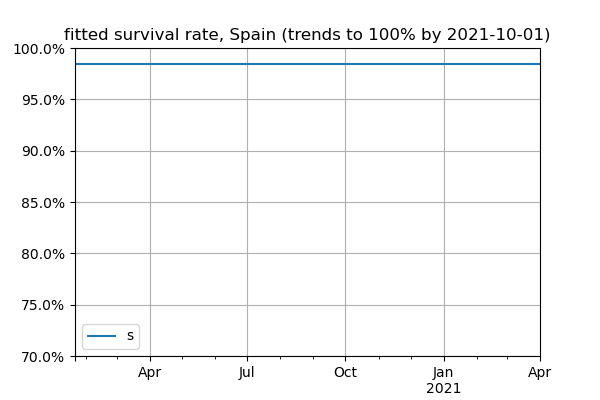 fitted survival rate, Spain (trends to 100% by 2021-10-01)
100.0%
95.0%
90.0%
85.0%
80.0%
75.0%
70.0%
s
Apr Jul Oct Jan Apr
2021